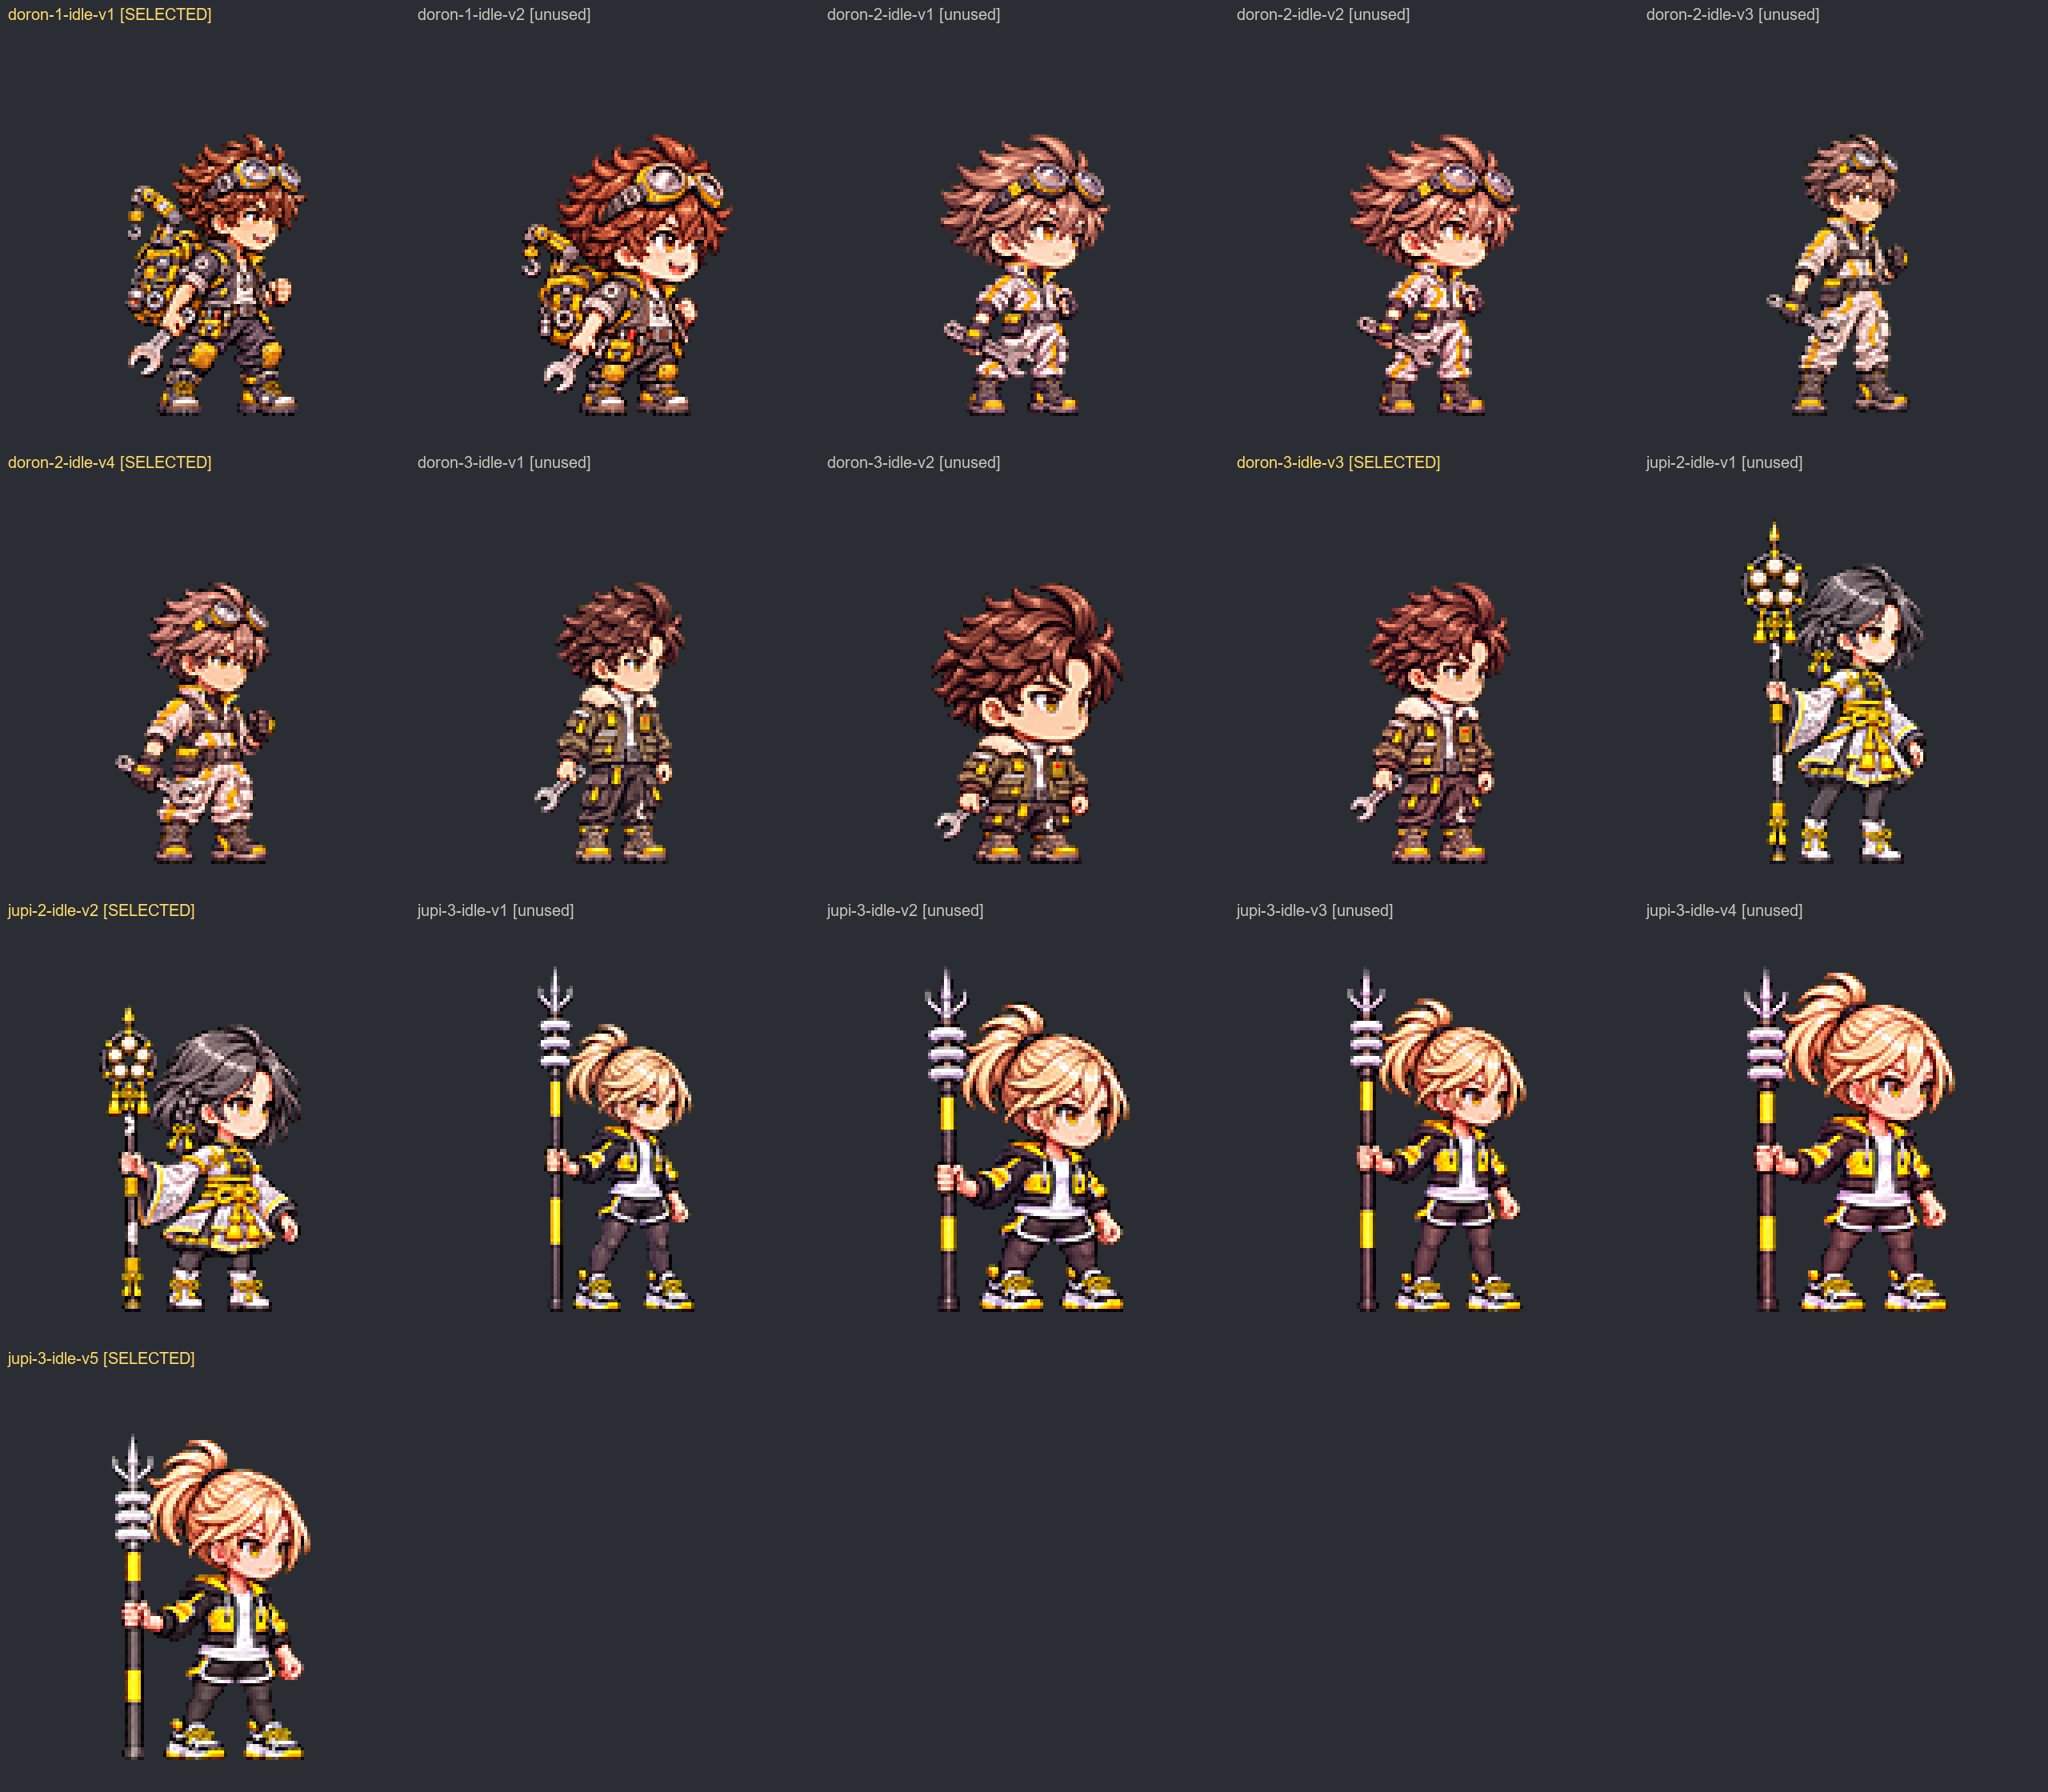 doron-1-idle-v1 [SELECTED]
doron-1-idle-v2 [unused]
doron-2-idle-v1 [unused]
doron-2-idle-v2 [unused]
doron-2-idle-v3 [unused]
doron-2-idle-v4 [SELECTED]
doron-3-idle-v1 [unused]
doron-3-idle-v2 [unused]
doron-3-idle-v3 [SELECTED]
jupi-2-idle-v1 [unused]
jupi-2-idle-v2 [SELECTED]
jupi-3-idle-v1 [unused]
jupi-3-idle-v2 [unused]
jupi-3-idle-v3 [unused]
jupi-3-idle-v4 [unused]
jupi-3-idle-v5 [SELECTED]